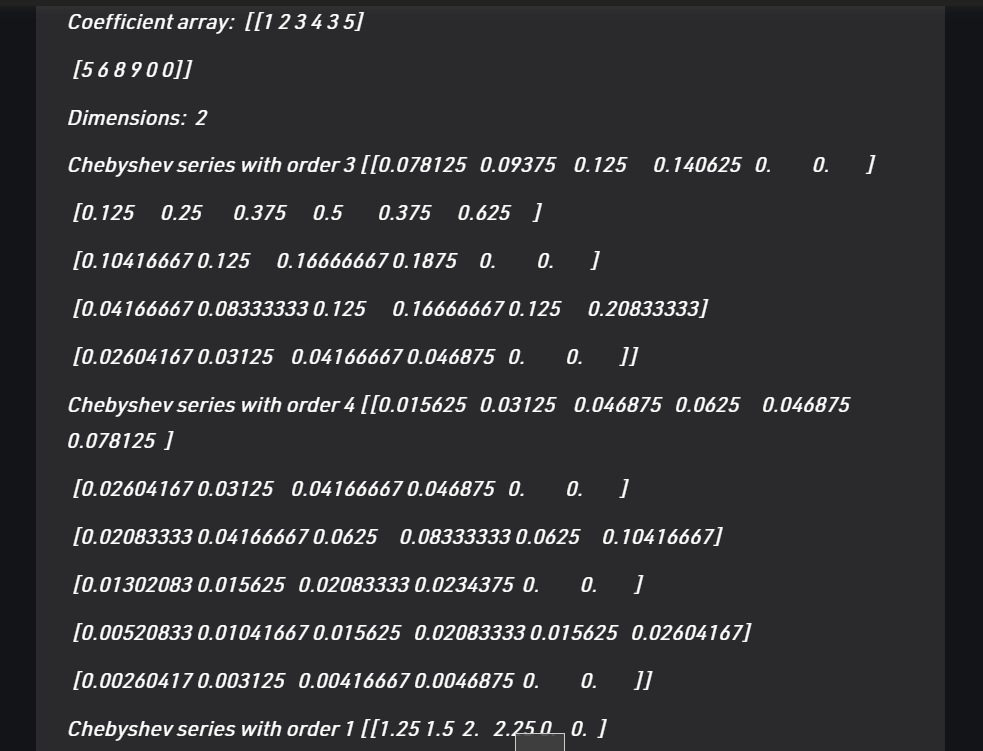 Coefficient array: [[1 2 3 4 3 5]
[5 6 8 9 0 0]]
Dimensions: 2
Chebyshev series with order 3 [[0.078125 0.09375 0.125 0.140625 0. 0. ]
[0.125 0.25 0.375 0.5 0.375 0.625 ]
[0.10416667 0.125 0.16666667 0.1875 0. 0. ]
[0.04166667 0.08333333 0.125 0.16666667 0.125 0.20833333]
[0.02604167 0.03125 0.04166667 0.046875 0. 0. ]]
Chebyshev series with order 4 [[0.015625 0.03125 0.046875 0.0625 0.046875
0.078125 ]
[0.02604167 0.03125 0.04166667 0.046875 0. 0. ]
[0.02083333 0.04166667 0.0625 0.08333333 0.0625 0.10416667]
[0.01302083 0.015625 0.02083333 0.0234375 0. 0. ]
[0.00520833 0.01041667 0.015625 0.02083333 0.015625 0.02604167]
[0.00260417 0.003125 0.00416667 0.0046875 0. 0. ]]
Chebyshev series with order 1 [[1.25 1.5 2. 2.25 0. 0. ]